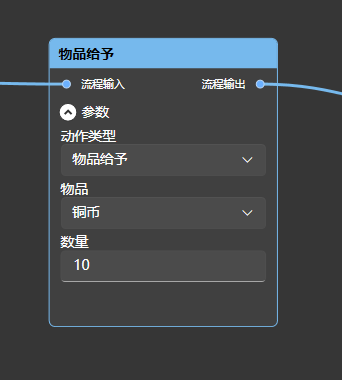 物品给予
流程输入 流程输出
参数
动作类型
物品给予
物品
铜币
数量
10